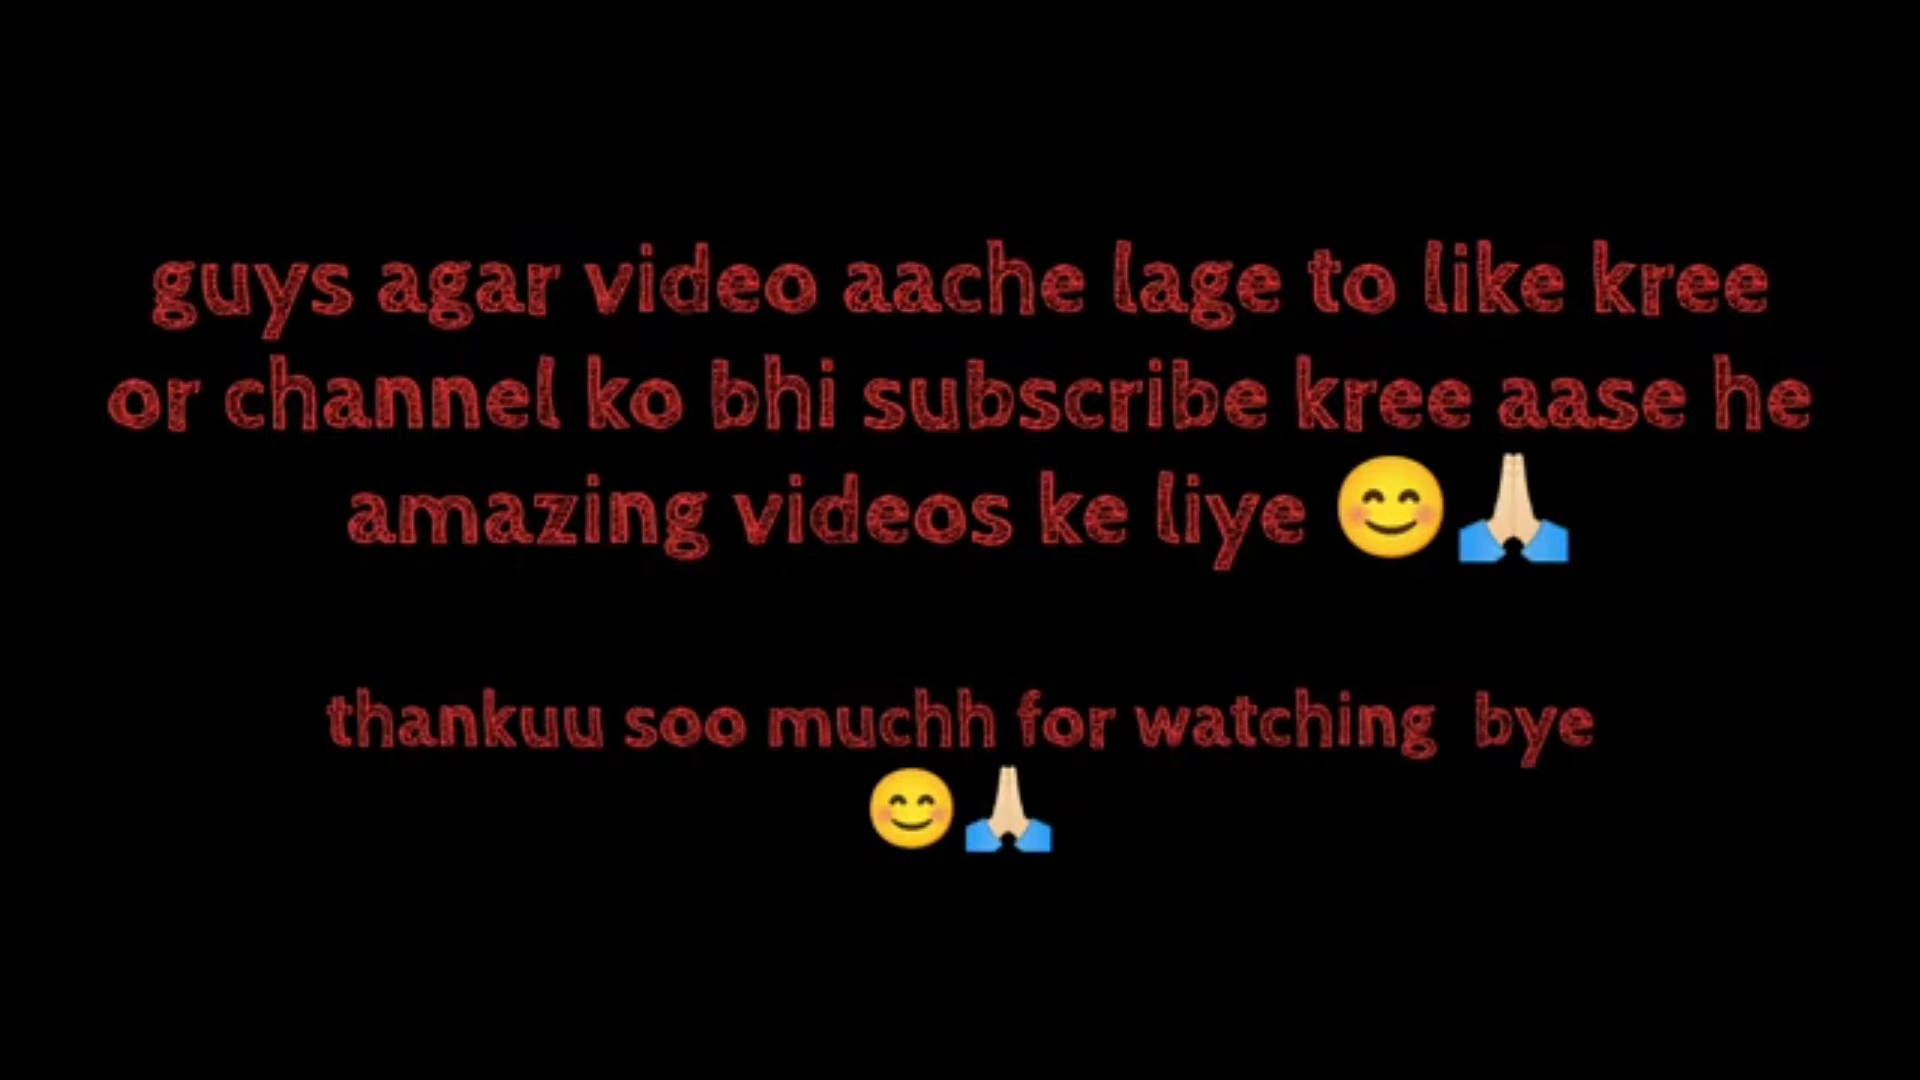 guys agar video aache lage to like kree
or channel ko bhi subscribe kree aase he
amazing videos ke liye 😊🙏🏻
thankuu soo muchh for watching  bye
😊🙏🏻